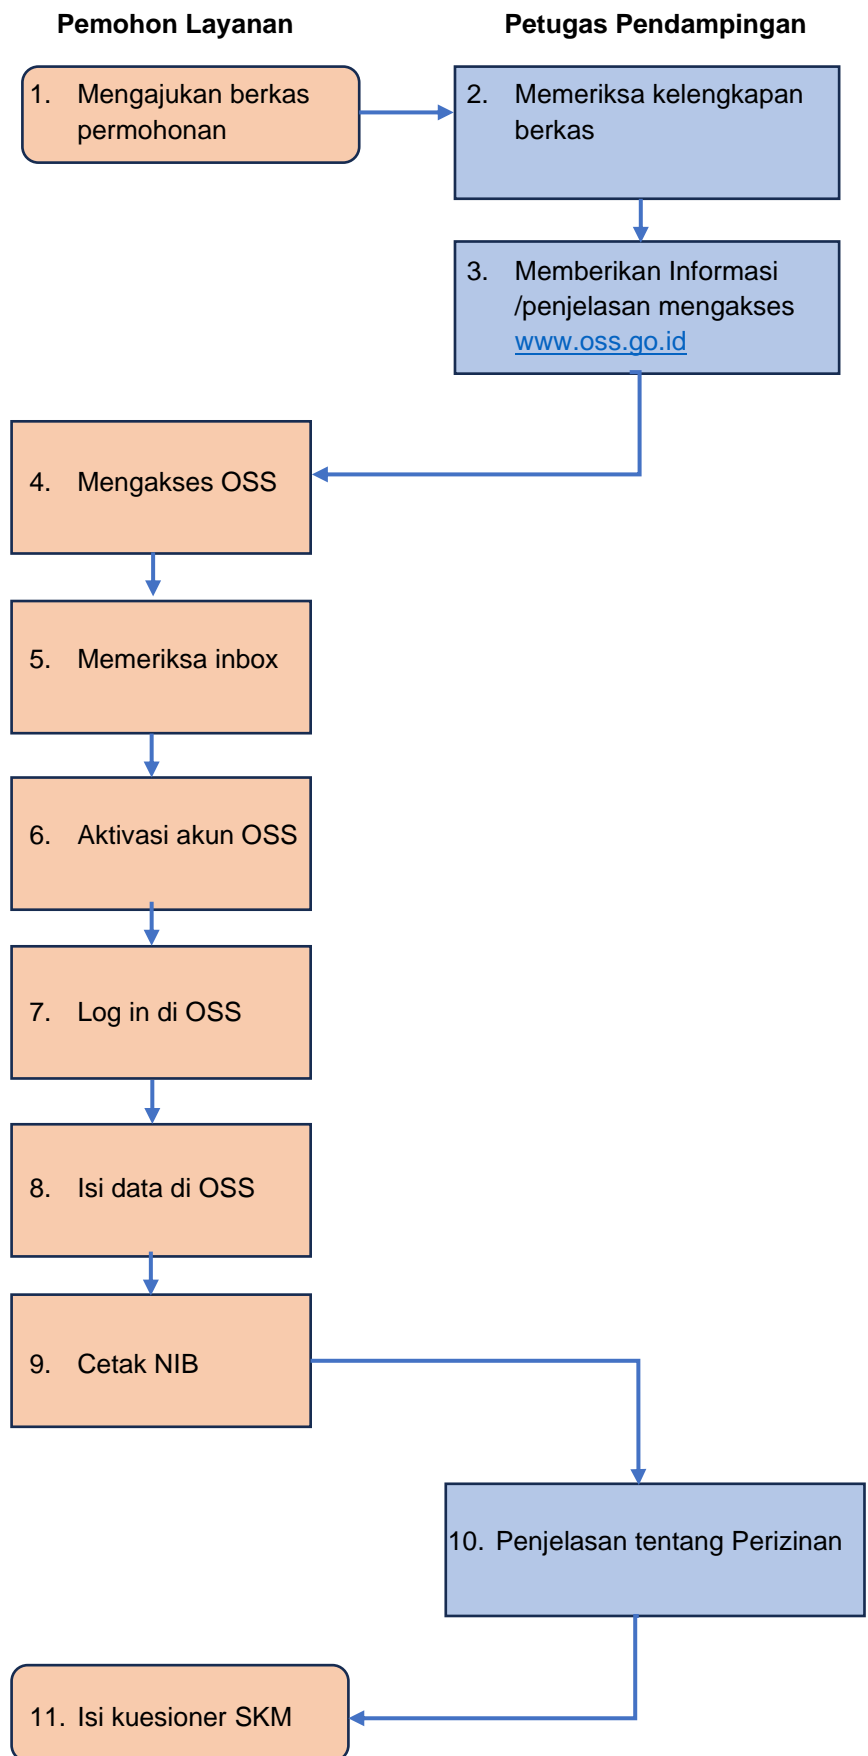 Pemohon Layanan
Petugas Pendampingan
1. Mengajukan berkas
permohonan
2. Memeriksa kelengkapan
berkas
3. Memberikan Informasi
/penjelasan mengakses
www.oss.go.id
4. Mengakses OSS
5. Memeriksa inbox
6. Aktivasi akun OSS
7. Log in di OSS
8. Isi data di OSS
9. Cetak NIB
10. Penjelasan tentang Perizinan
11. Isi kuesioner SKM